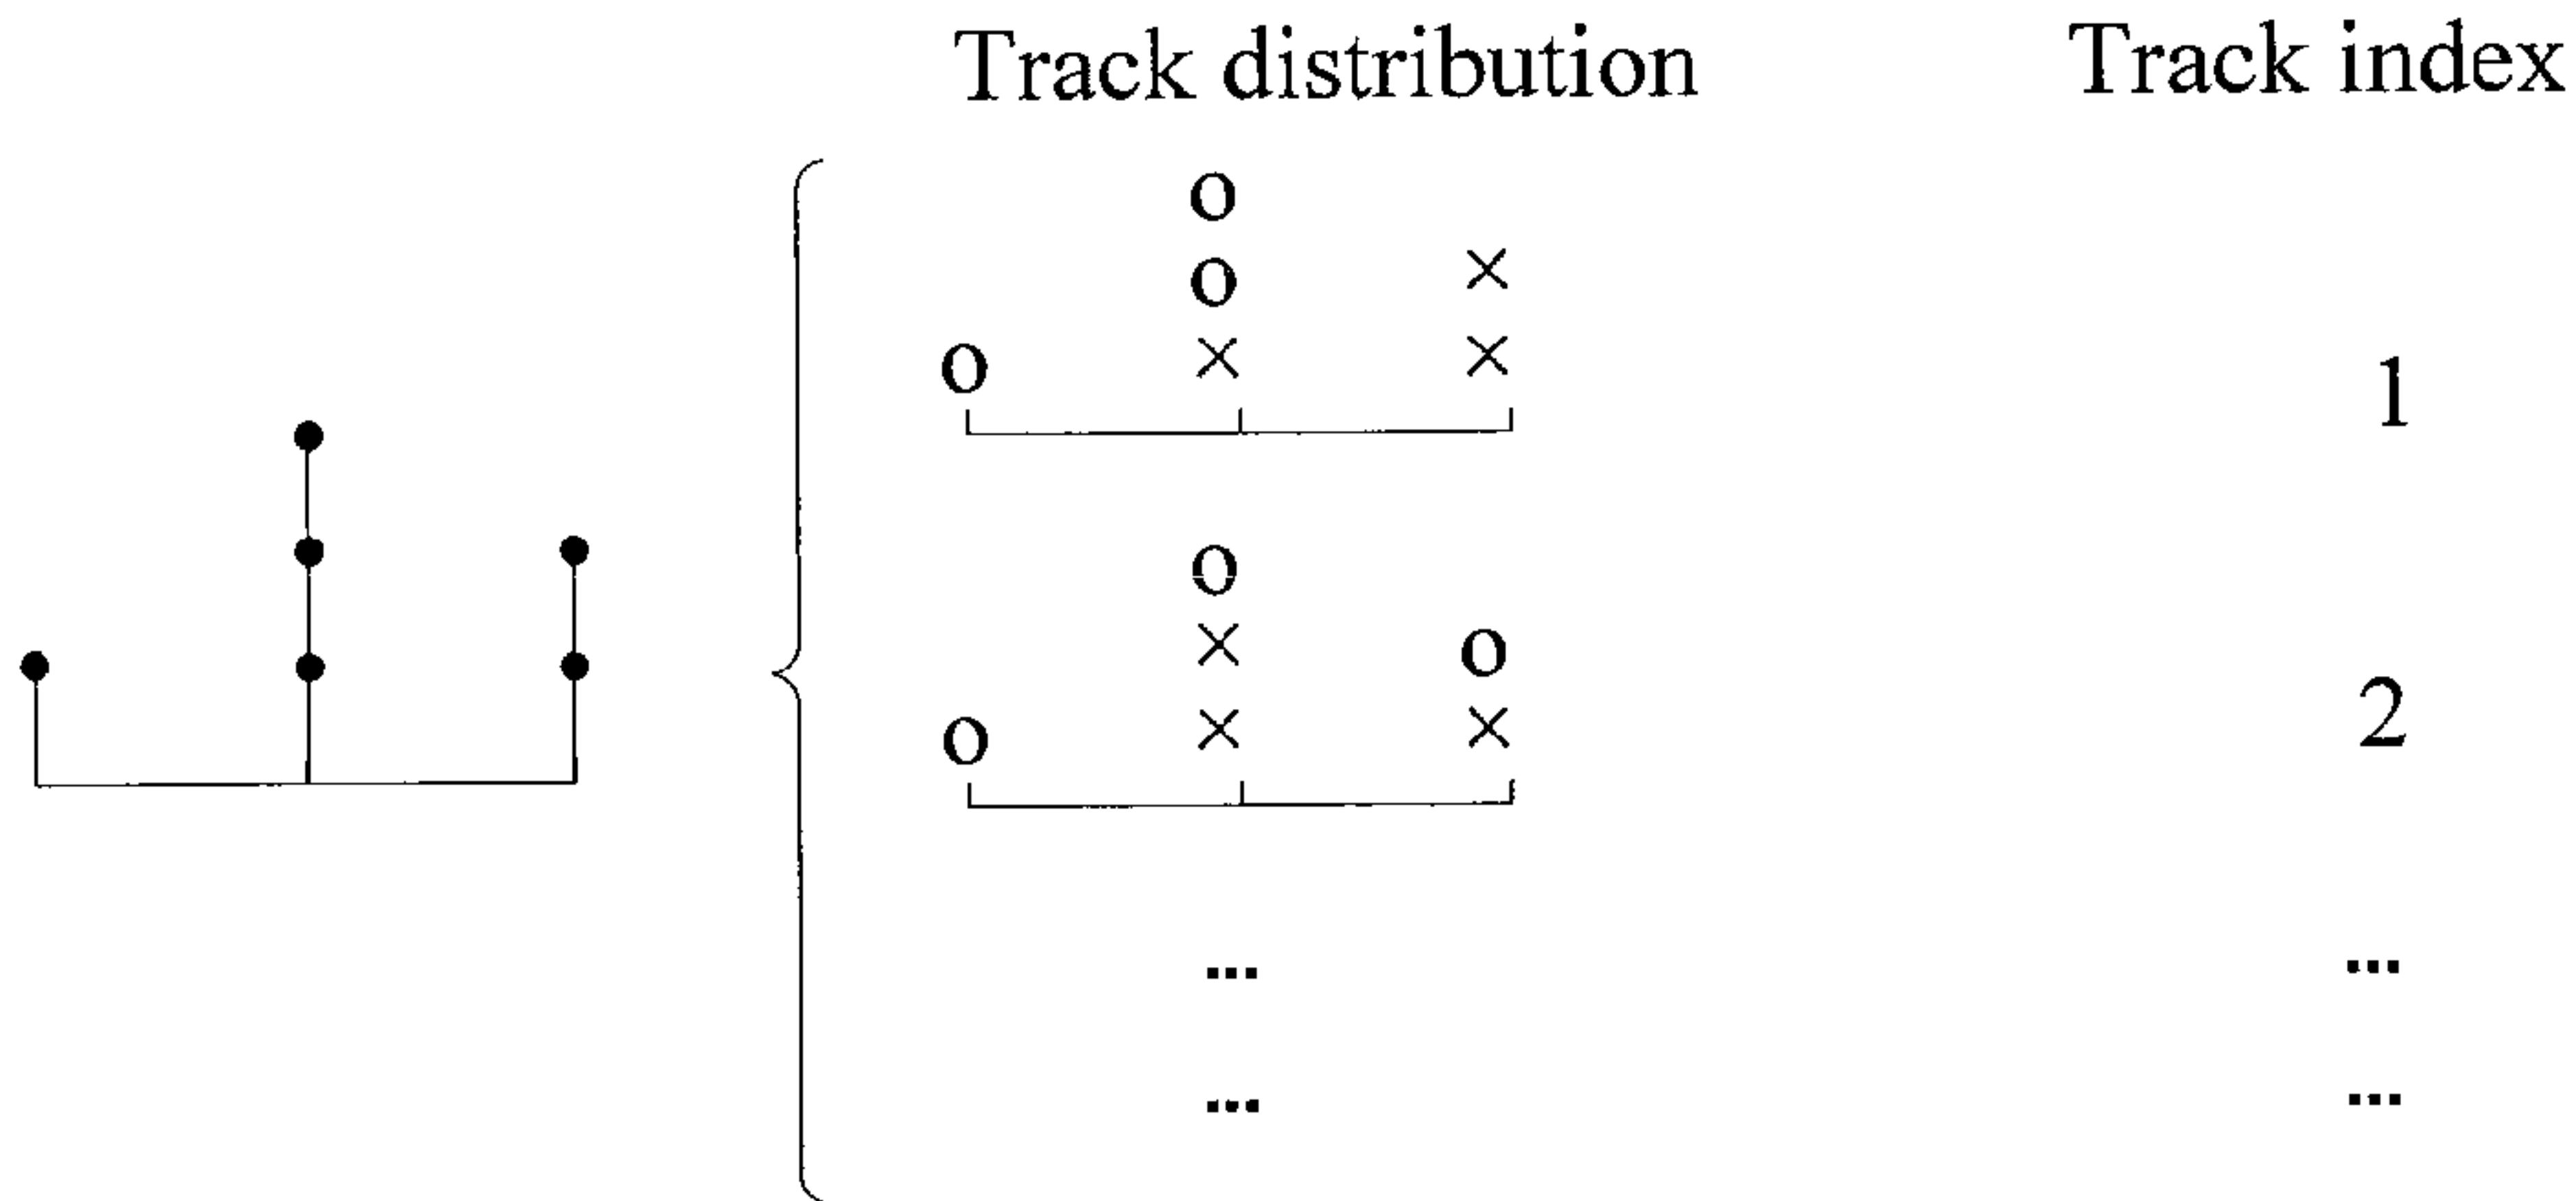 Track distribution Track index
o
o ×
o × × 1
o
× o
o × × 2
... ...
... ...